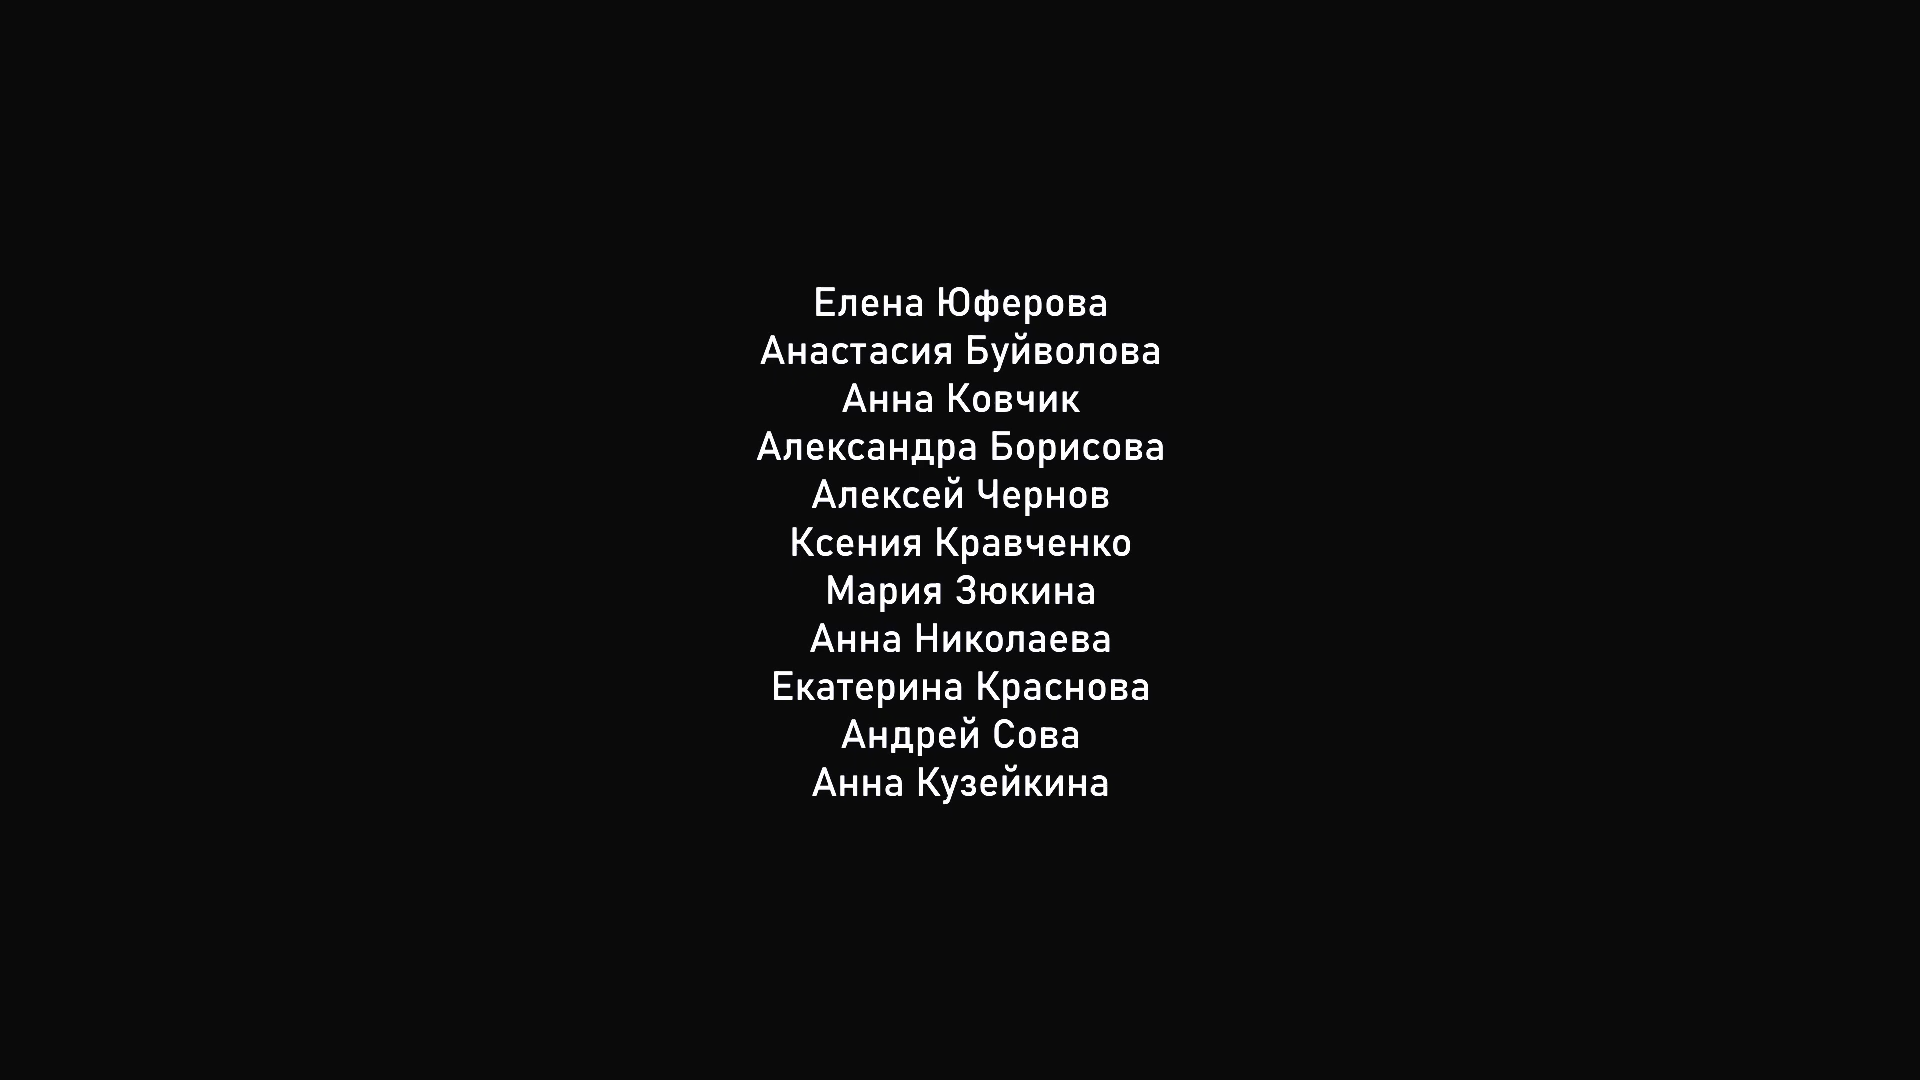 Елена Юферова
Анастасия Буйволова
Анна Ковчик
Александра Борисова
Алексей Чернов
Ксения Кравченко
Мария Зюкина
Анна Николаева
Екатерина Краснова
Андрей Сова
Анна Кузейкина